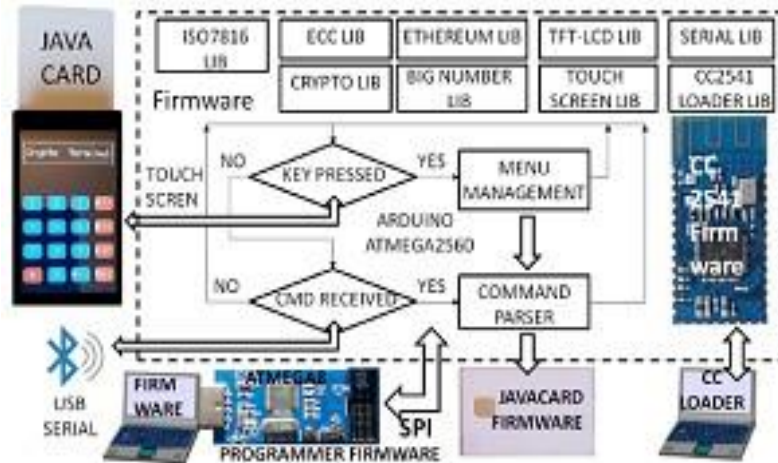 JAVA
CARD
ISO7816
LIB
ECC LIB
ETHEREUM LIB
TFT-LCD LIB
SERIAL LIB
Firmware
CRYPTO LIB
BIG NUMBER
LIB
TOUCH
SCREEN LIB
CC2541
LOADER LIB
Crypto Terminal
TOUCH
SCREN
NO
KEY PRESSED
YES
MENU
MANAGEMENT
ARDUINO
ATMEGA2560
CC
2541
Firm
ware
NO
CMD RECEIVED
YES
COMMAND
PARSER
USB
SERIAL
FIRM
WARE
ATMEGA8
SPI
PROGRAMMER FIRMWARE
JAVACARD
FIRMWARE
CC
LOADER